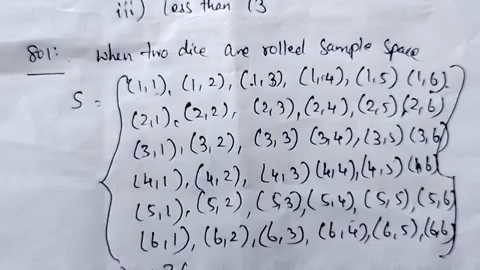 iii) less than 13
Sol: When two dice are rolled sample space
S = {(1,1), (1,2), (1,3), (1,4), (1,5) (1,6)
(2,1), (2,2), (2,3), (2,4), (2,5), (2,6)
(3,1), (3,2), (3,3) (3,4), (3,5) (3,6)
(4,1), (4,2), (4,3) (4,4), (4,5) (4,6)
(5,1), (5,2), (5,3), (5,4), (5,5), (5,6)
(6,1), (6,2), (6,3), (6,4), (6,5), (6,6)}